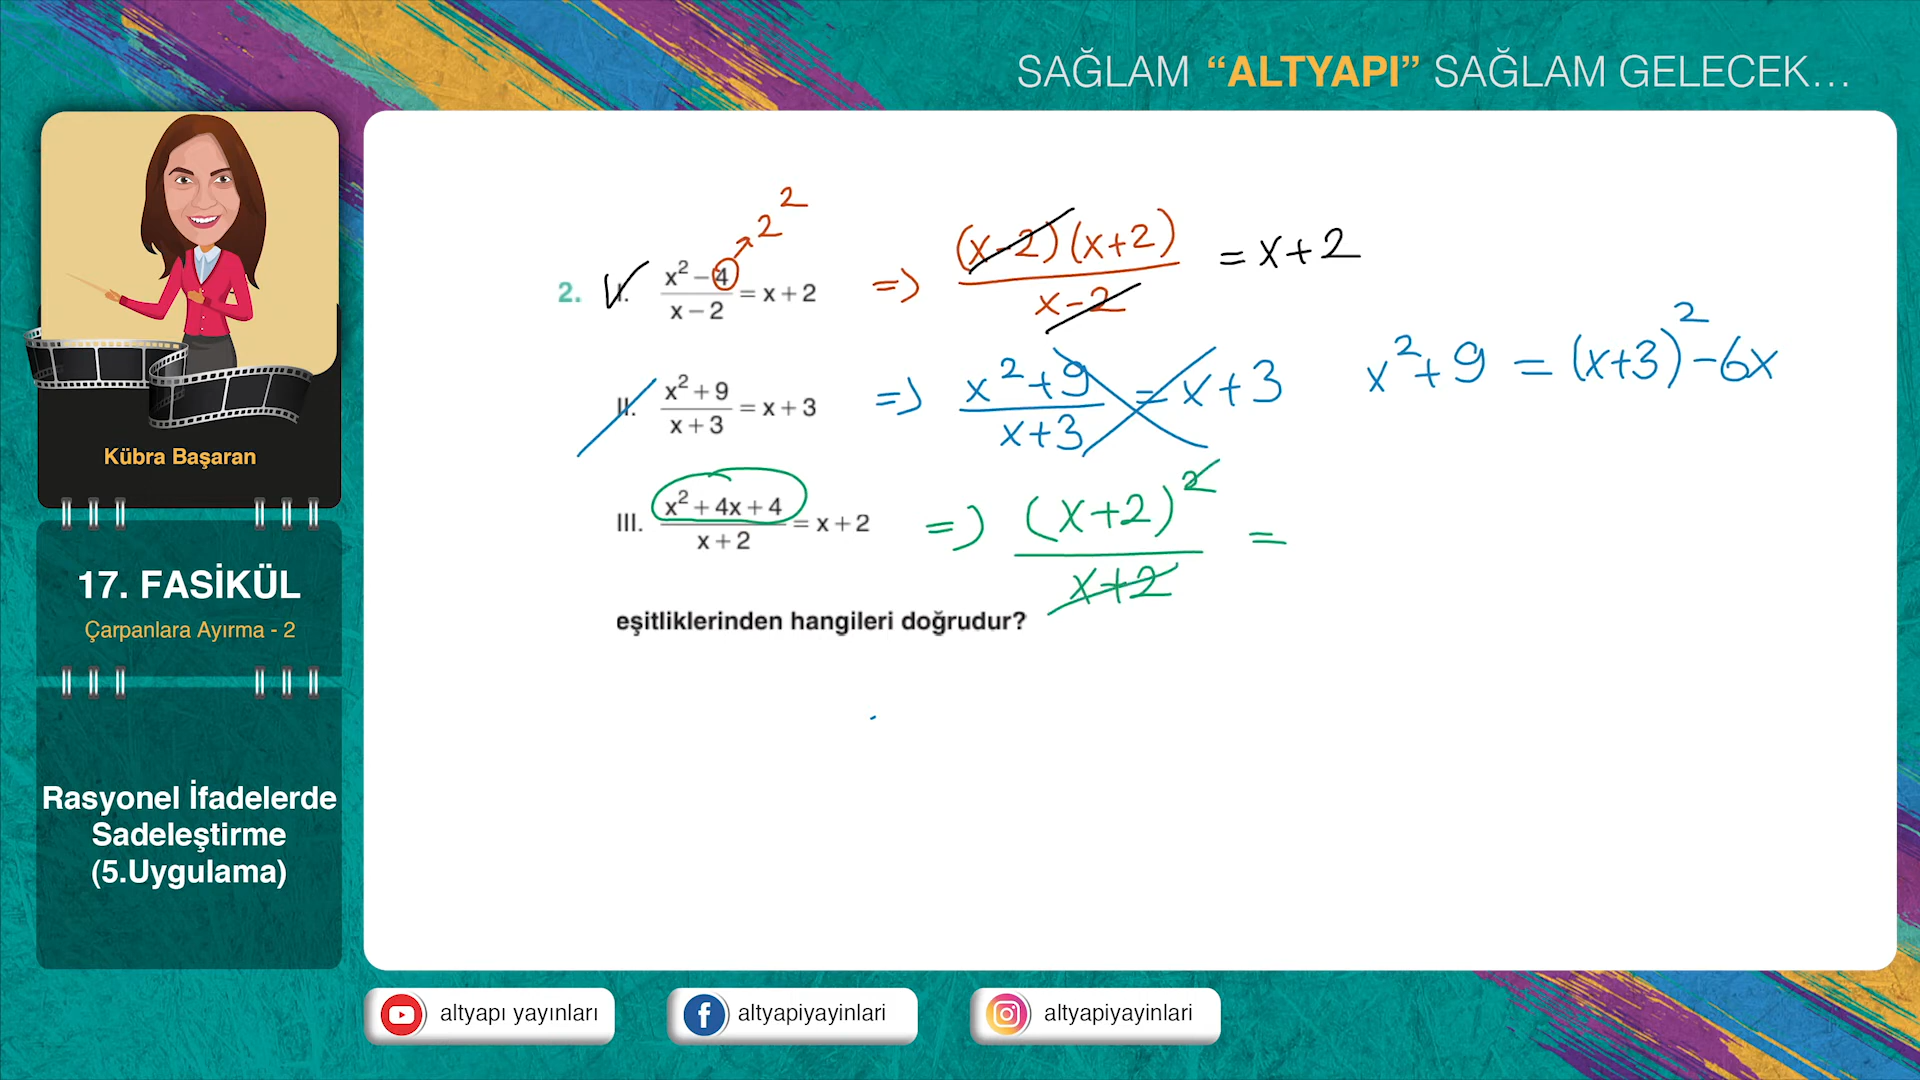 SAĞLAM “ALTYAPI” SAĞLAM GELECEK...
Kübra Başaran
17. FASİKÜL
Çarpanlara Ayırma - 2
Rasyonel İfadelerde
Sadeleştirme
(5.Uygulama)
2. I. (x² − 4)/(x − 2) = x + 2 => (x-2)(x+2)/(x-2) = x+2
2²
II. (x² + 9)/(x + 3) = x + 3 => (x²+9)/(x+3) = x+3 x²+9 = (x+3)² - 6x
III. (x² + 4x + 4)/(x + 2) = x + 2 => (x+2)²/(x+2) =
eşitliklerinden hangileri doğrudur?
altyapı yayınları
altyapiyayinlari
altyapiyayinlari